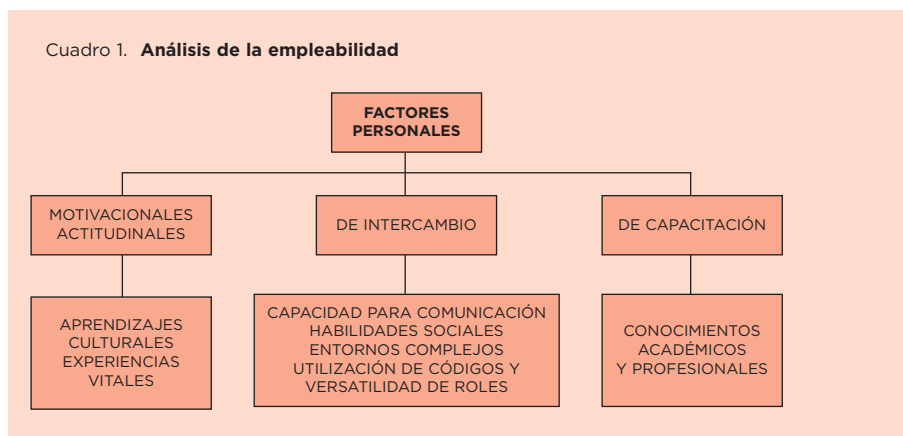 Cuadro 1. Análisis de la empleabilidad
FACTORES
PERSONALES
MOTIVACIONALES
ACTITUDINALES
DE INTERCAMBIO
DE CAPACITACIÓN
APRENDIZAJES
CULTURALES
EXPERIENCIAS
VITALES
CAPACIDAD PARA COMUNICACIÓN
HABILIDADES SOCIALES
ENTORNOS COMPLEJOS
UTILIZACIÓN DE CÓDIGOS Y
VERSATILIDAD DE ROLES
CONOCIMIENTOS
ACADÉMICOS
Y PROFESIONALES